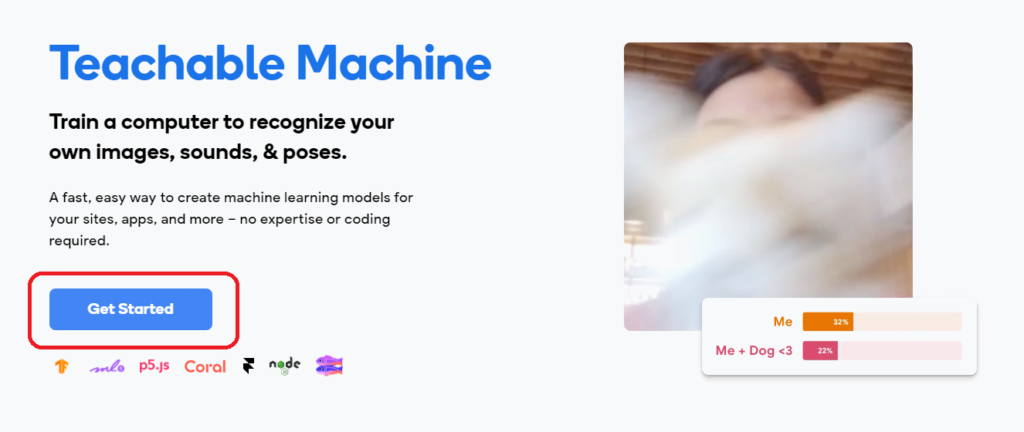 Teachable Machine
Train a computer to recognize your
own images, sounds, & poses.
A fast, easy way to create machine learning models for
your sites, apps, and more – no expertise or coding
required.
Get Started
p5.js Coral node
Me 32%
Me + Dog <3 22%